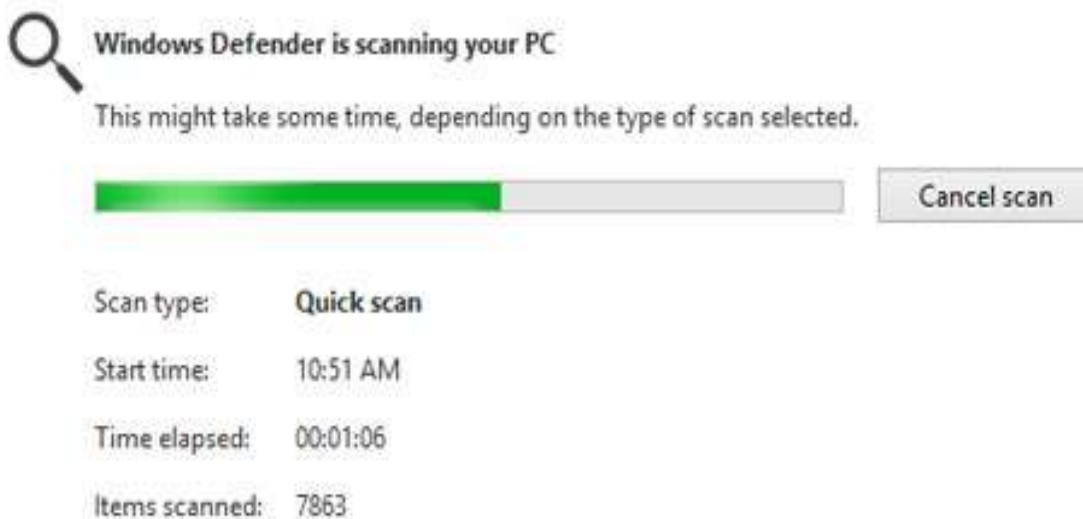 Windows Defender is scanning your PC
This might take some time, depending on the type of scan selected.
Cancel scan
Scan type: Quick scan
Start time: 10:51 AM
Time elapsed: 00:01:06
Items scanned: 7863